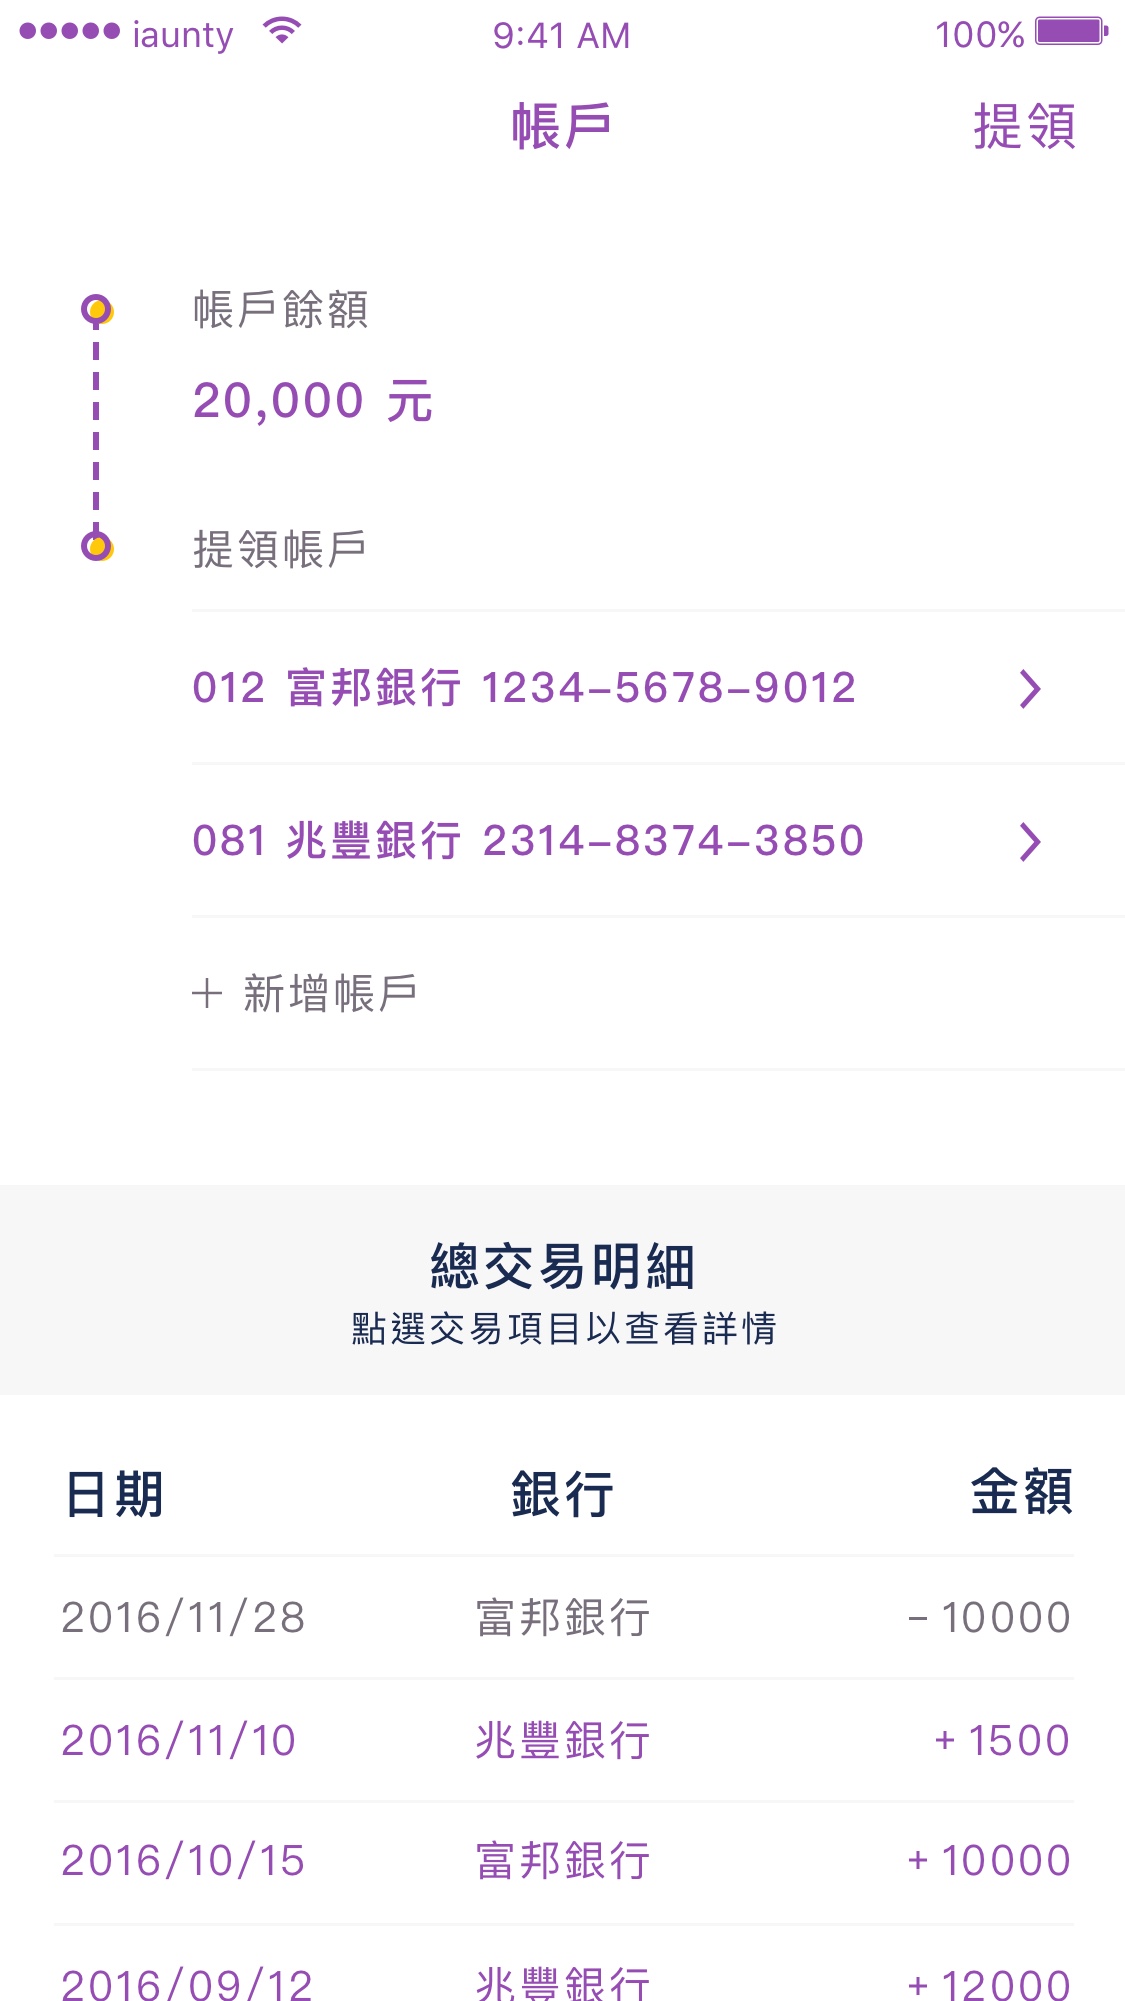 iaunty 9:41 AM 100%
帳戶 提領
帳戶餘額
20,000 元
提領帳戶
012 富邦銀行 1234-5678-9012
081 兆豐銀行 2314-8374-3850
+ 新增帳戶
總交易明細
點選交易項目以查看詳情
日期 銀行 金額
2016/11/28 富邦銀行 - 10000
2016/11/10 兆豐銀行 + 1500
2016/10/15 富邦銀行 + 10000
2016/09/12 兆豐銀行 + 12000